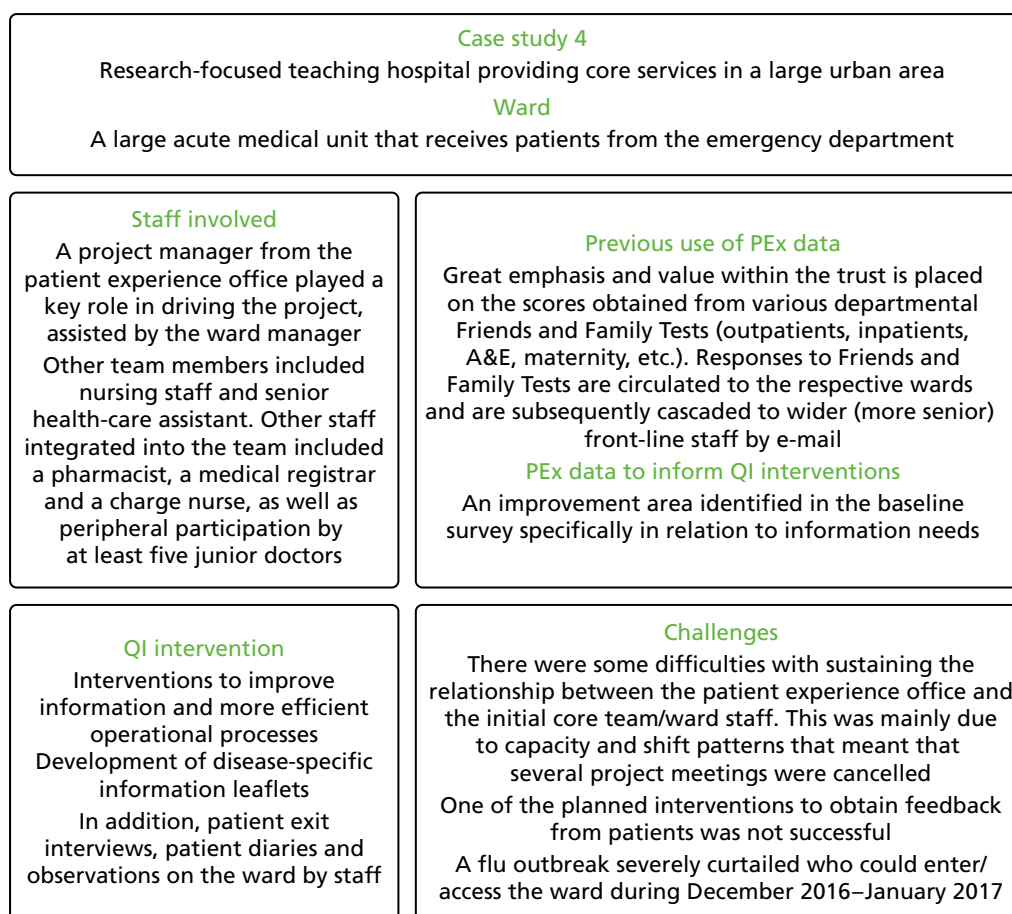 Case study 4
Research-focused teaching hospital providing core services in a large urban area
Ward
A large acute medical unit that receives patients from the emergency department
Staff involved
A project manager from the
patient experience office played a
key role in driving the project,
assisted by the ward manager
Other team members included
nursing staff and senior
health-care assistant. Other staff
integrated into the team included
a pharmacist, a medical registrar
and a charge nurse, as well as
peripheral participation by
at least five junior doctors
Previous use of PEx data
Great emphasis and value within the trust is placed
on the scores obtained from various departmental
Friends and Family Tests (outpatients, inpatients,
A&E, maternity, etc.). Responses to Friends and
Family Tests are circulated to the respective wards
and are subsequently cascaded to wider (more senior)
front-line staff by e-mail
PEx data to inform QI interventions
An improvement area identified in the baseline
survey specifically in relation to information needs
QI intervention
Interventions to improve
information and more efficient
operational processes
Development of disease-specific
information leaflets
In addition, patient exit
interviews, patient diaries and
observations on the ward by staff
Challenges
There were some difficulties with sustaining the
relationship between the patient experience office and
the initial core team/ward staff. This was mainly due
to capacity and shift patterns that meant that
several project meetings were cancelled
One of the planned interventions to obtain feedback
from patients was not successful
A flu outbreak severely curtailed who could enter/
access the ward during December 2016–January 2017